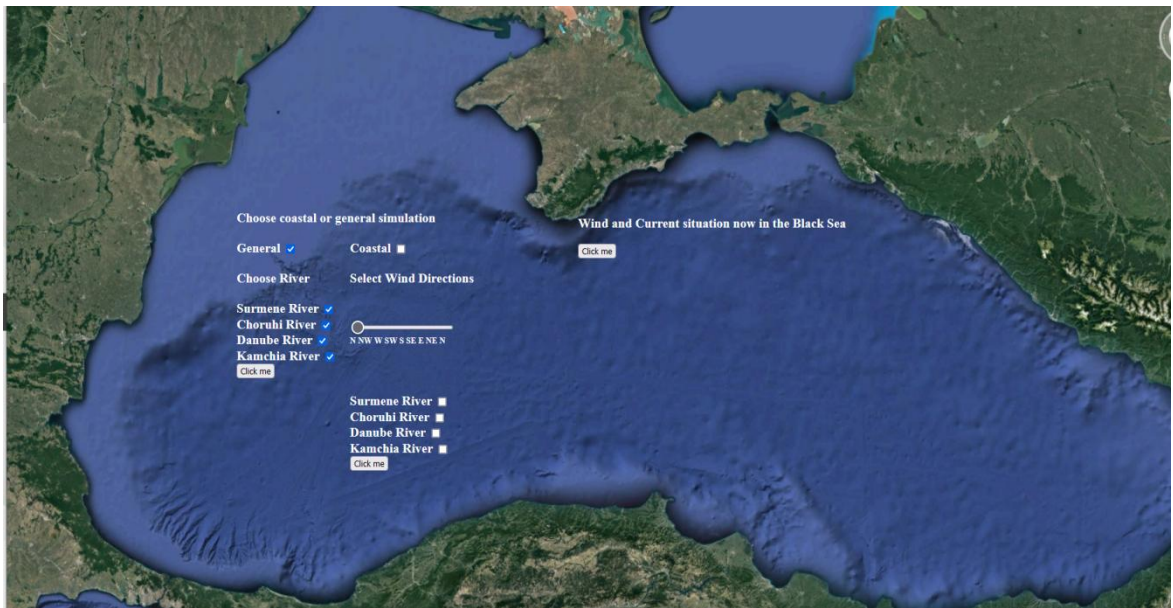 Choose coastal or general simulation
General
Coastal
Choose River
Select Wind Directions
Surmene River
Choruhi River
Danube River
Kamchia River
Click me
N NW W SW S SE E NE N
Surmene River
Choruhi River
Danube River
Kamchia River
Click me
Wind and Current situation now in the Black Sea
Click me